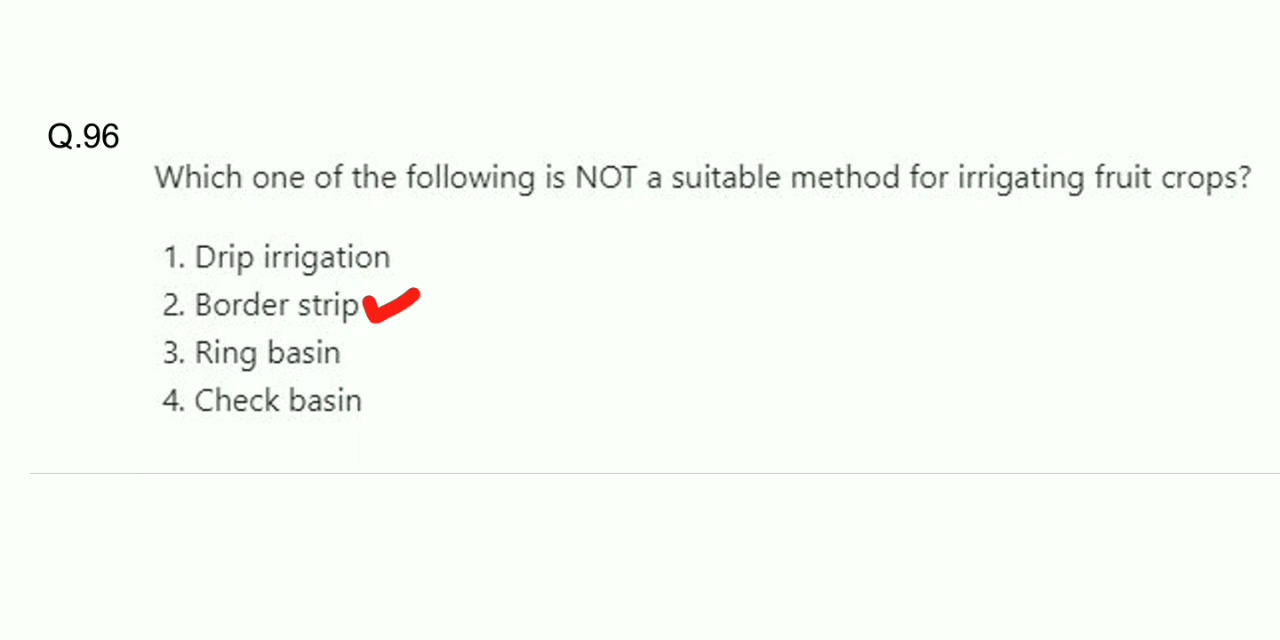 Q.96
Which one of the following is NOT a suitable method for irrigating fruit crops?
1. Drip irrigation
2. Border strip
3. Ring basin
4. Check basin